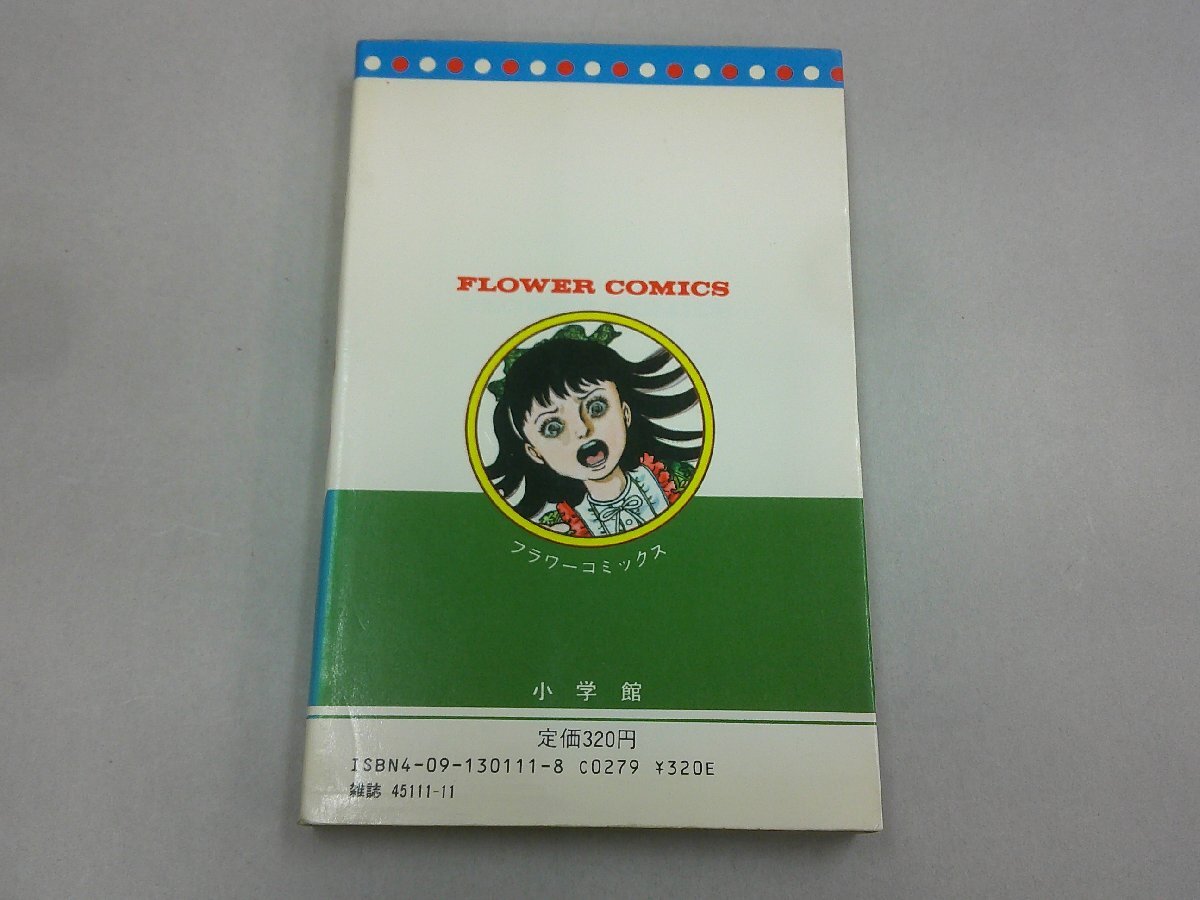 FLOWER COMICS
フラワーコミックス
小学館
定価320円
ISBN4-09-130111-8 C0279 ¥320E
雑誌 45111-11